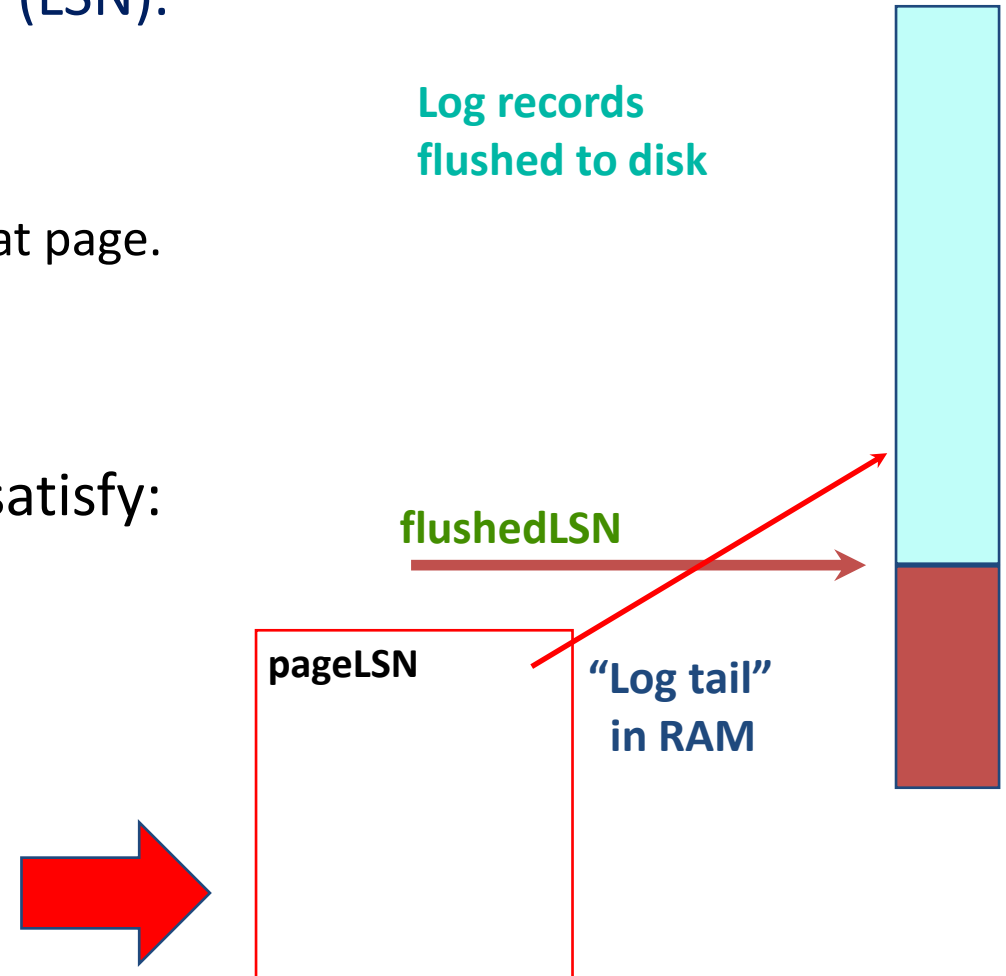 (LSN).
Log records
flushed to disk
at page.
satisfy:
flushedLSN
pageLSN
“Log tail”
in RAM